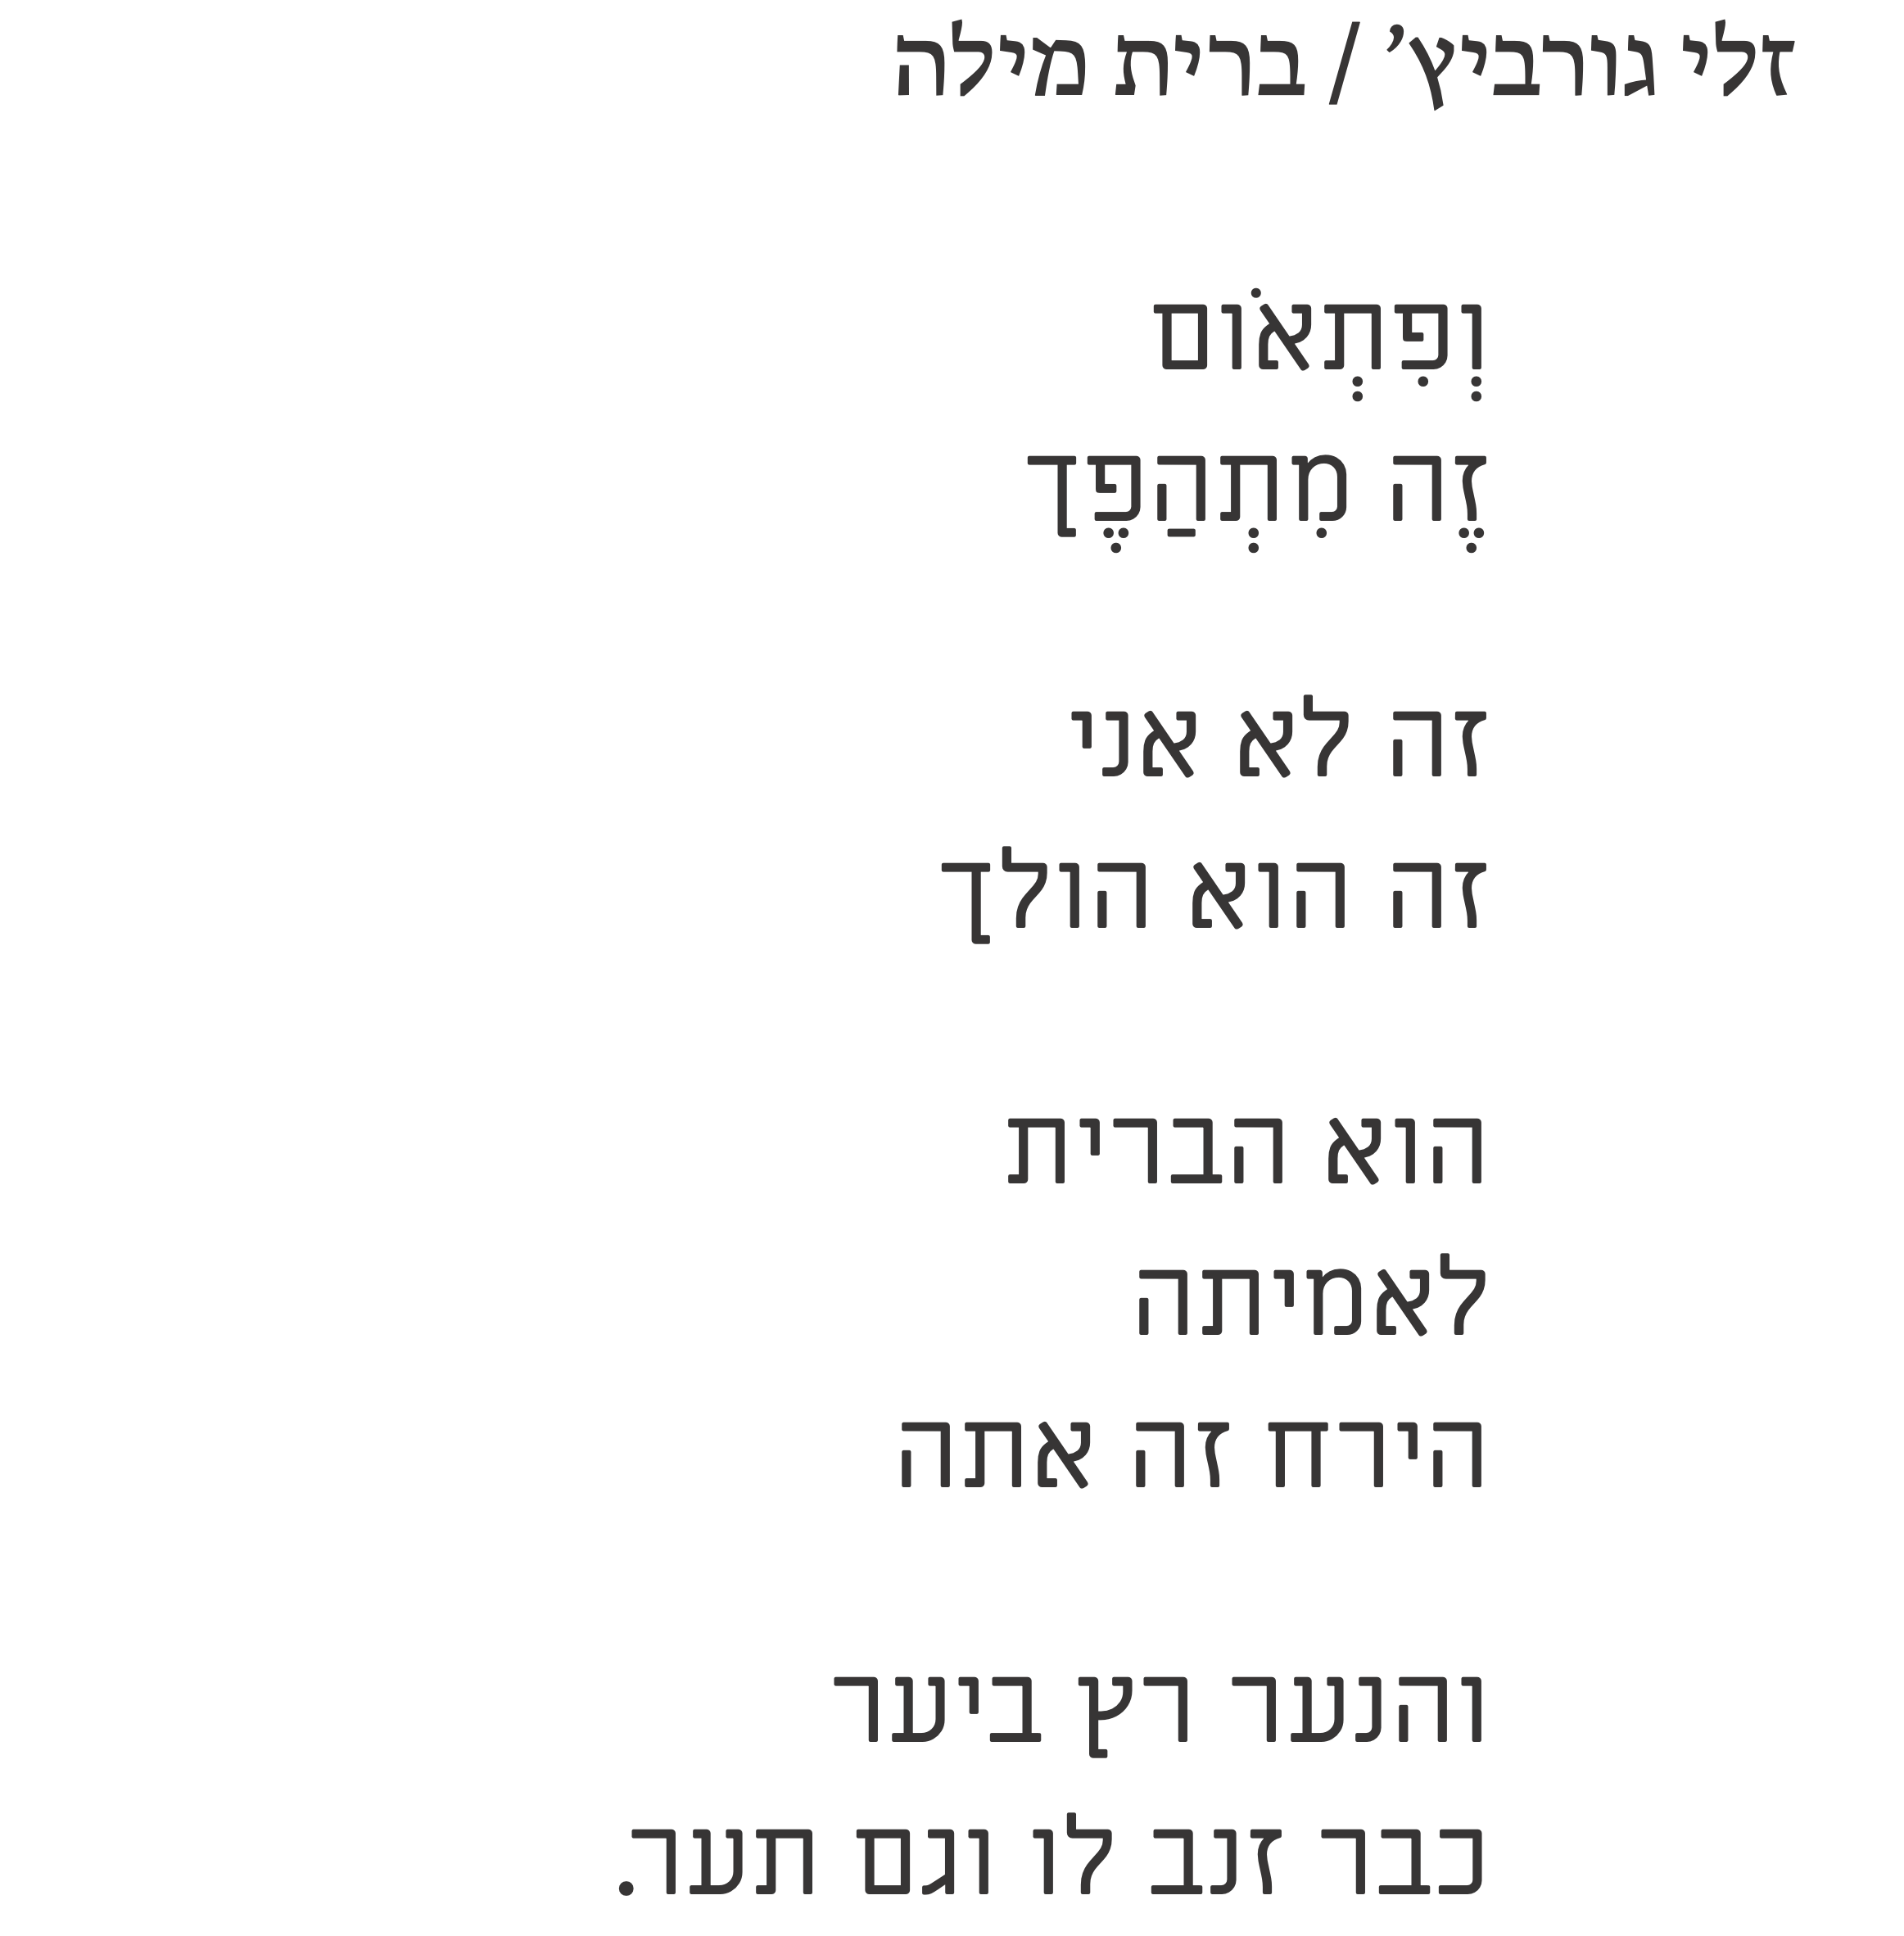 זלי גורביץ' / ברית מילה
וְפִתְאֹום
זֶה מִתְהַפֶךְ
זה לא אני
זה הוא הולך
הוא הברית
לאמיתה
הירח זה אתה
והנער רץ ביער
כבר זנב לו וגם תער.